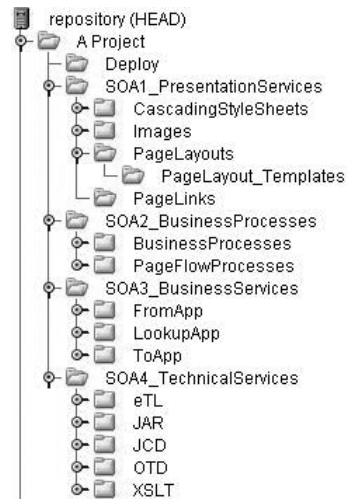 repository (HEAD)
A Project
Deploy
SOA1_PresentationServices
CascadingStyleSheets
Images
PageLayouts
PageLayout_Templates
PageLinks
SOA2_BusinessProcesses
BusinessProcesses
PageFlowProcesses
SOA3_BusinessServices
FromApp
LookupApp
ToApp
SOA4_TechnicalServices
eTL
JAR
JCD
OTD
XSLT